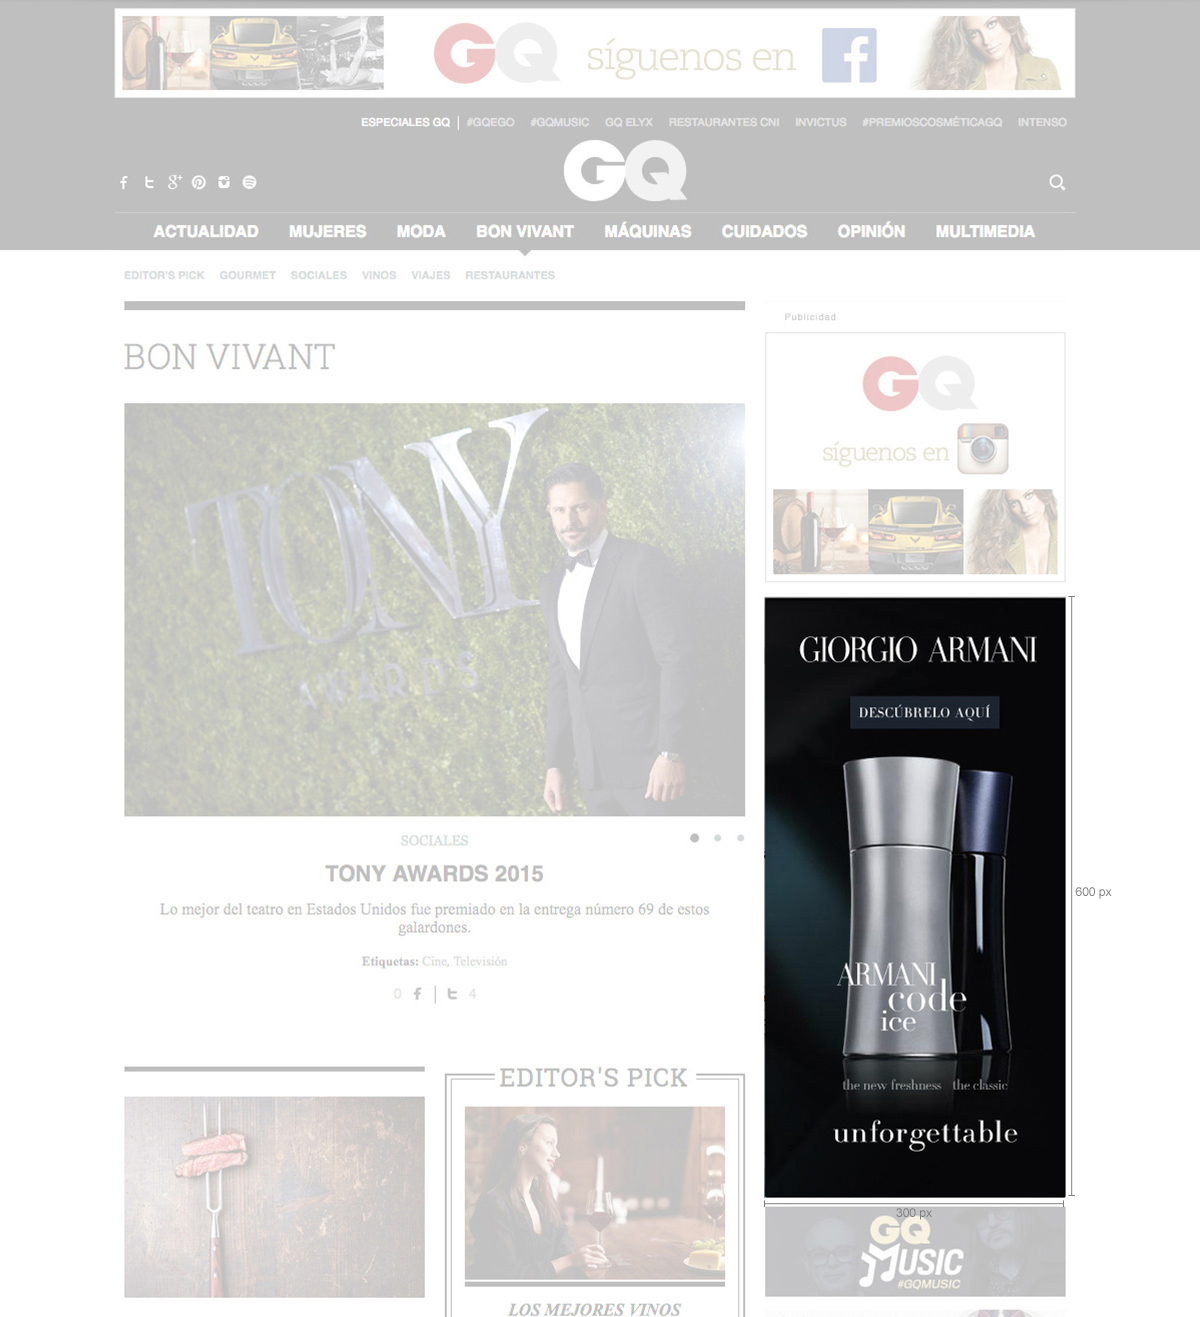 GQ síguenos en
ESPECIALES GQ | #GQEGO #GQMUSIC GQ ELYX RESTAURANTES CNI INVICTUS #PREMIOSCOSMÉTICAGQ INTENSO
GQ
ACTUALIDAD MUJERES MODA BON VIVANT MÁQUINAS CUIDADOS OPINIÓN MULTIMEDIA
EDITOR'S PICK GOURMET SOCIALES VINOS VIAJES RESTAURANTES
Publicidad
BON VIVANT
GQ
síguenos en
TONY
AWARDS
GIORGIO ARMANI
DESCÚBRELO AQUÍ
SOCIALES
TONY AWARDS 2015
600 px
Lo mejor del teatro en Estados Unidos fue premiado en la entrega número 69 de estos
galardones.
Etiquetas: Cine, Televisión
0 4
ARMANI
code
ice
the new freshness the classic
unforgettable
EDITOR'S PICK
300 px
GQ
MUSIC
#GQMUSIC
LOS MEJORES VINOS